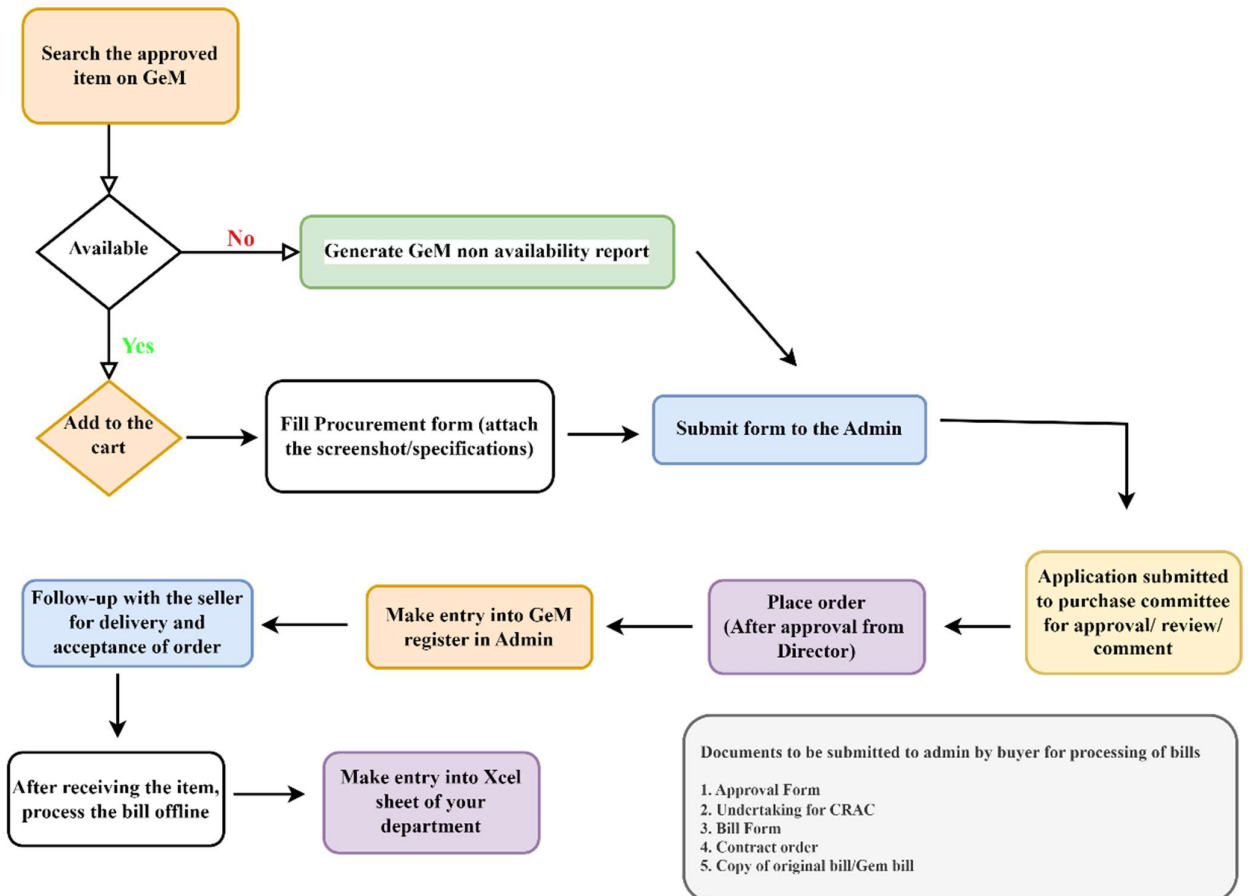 Search the approved
item on GeM
Available
No
Generate GeM non availability report
Yes
Add to the
cart
Fill Procurement form (attach
the screenshot/specifications)
Submit form to the Admin
Application submitted
to purchase committee
for approval/ review/
comment
Place order
(After approval from
Director)
Make entry into GeM
register in Admin
Follow-up with the seller
for delivery and
acceptance of order
After receiving the item,
process the bill offline
Make entry into Xcel
sheet of your
department
Documents to be submitted to admin by buyer for processing of bills
1. Approval Form
2. Undertaking for CRAC
3. Bill Form
4. Contract order
5. Copy of original bill/Gem bill